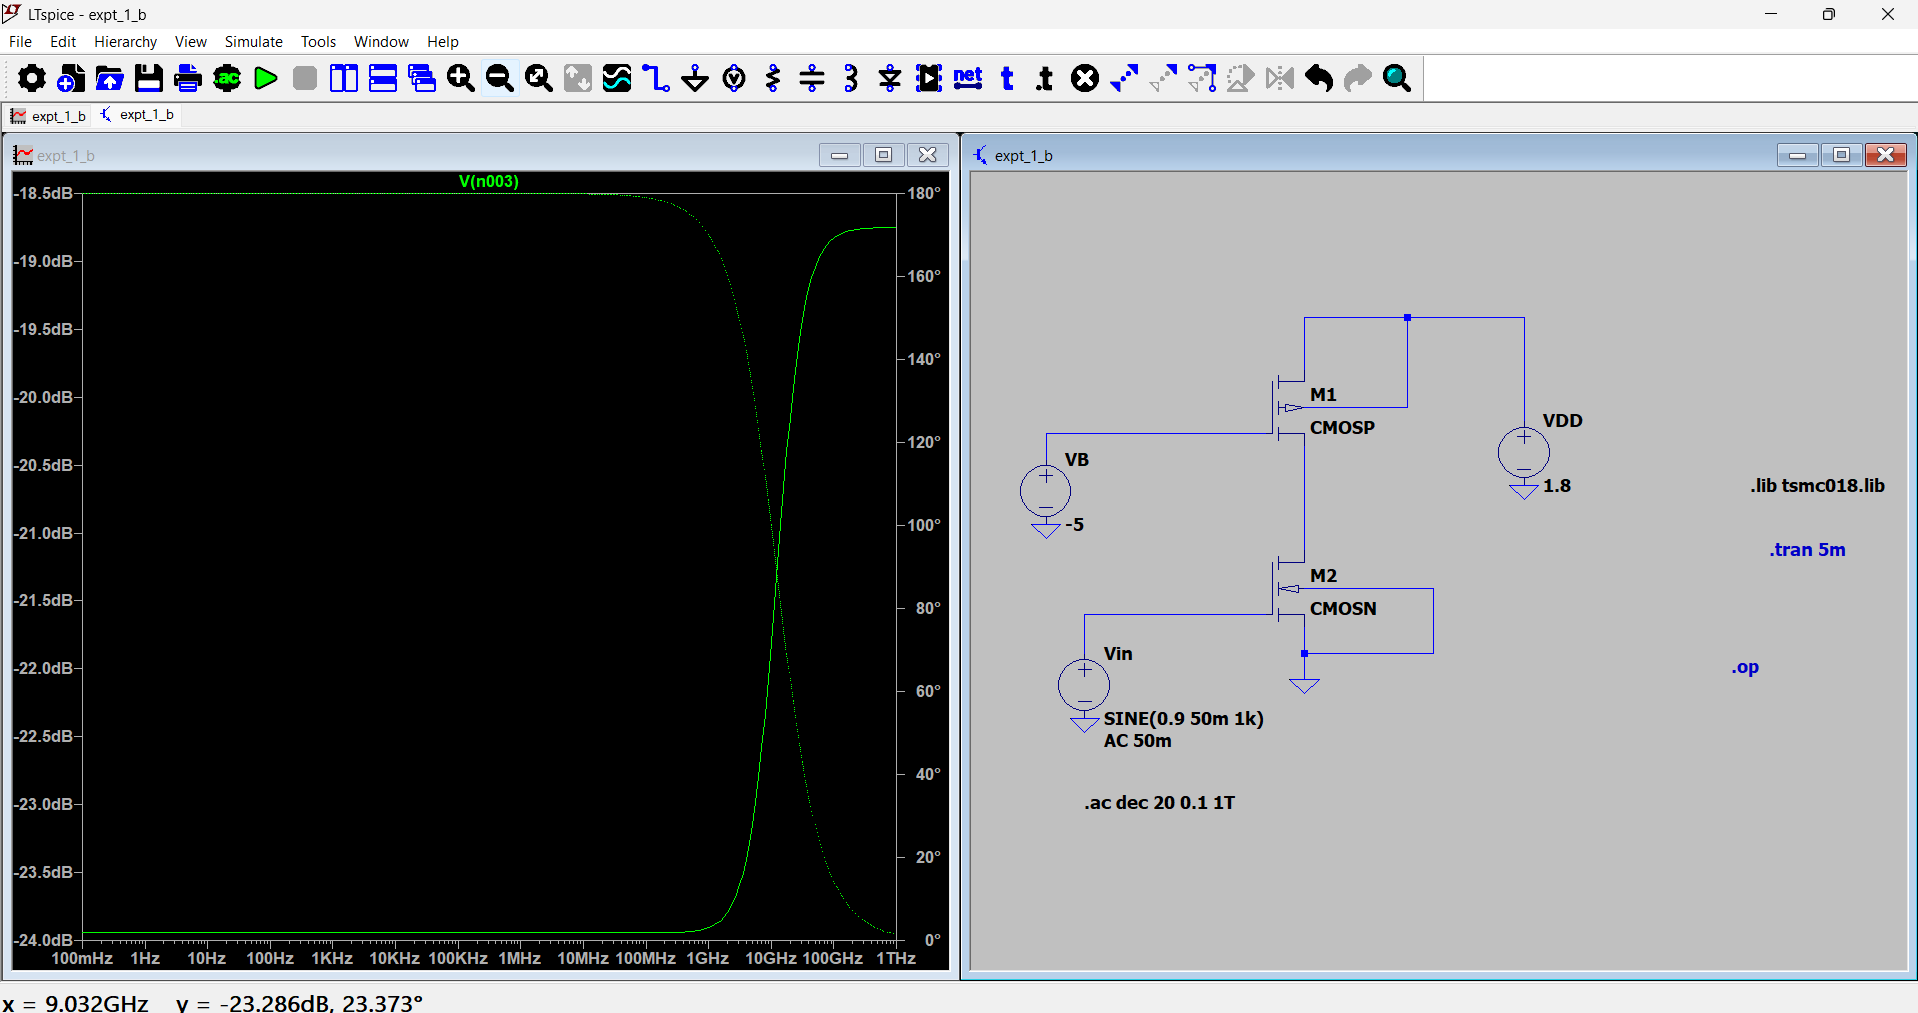 LTspice - expt_1_b
File Edit Hierarchy View Simulate Tools Window Help
.ac net t .t
expt_1_b expt_1_b
expt_1_b
V(n003)
-18.5dB
-19.0dB
-19.5dB
-20.0dB
-20.5dB
-21.0dB
-21.5dB
-22.0dB
-22.5dB
-23.0dB
-23.5dB
-24.0dB
180°
160°
140°
120°
100°
80°
60°
40°
20°
0°
100mHz 1Hz 10Hz 100Hz 1KHz 10KHz 100KHz 1MHz 10MHz 100MHz 1GHz 10GHz 100GHz 1THz
expt_1_b
M1
CMOSP
VDD
1.8
VB
-5
.lib tsmc018.lib
.tran 5m
M2
CMOSN
Vin
SINE(0.9 50m 1k)
AC 50m
.op
.ac dec 20 0.1 1T
x = 9.032GHz y = -23.286dB, 23.373°